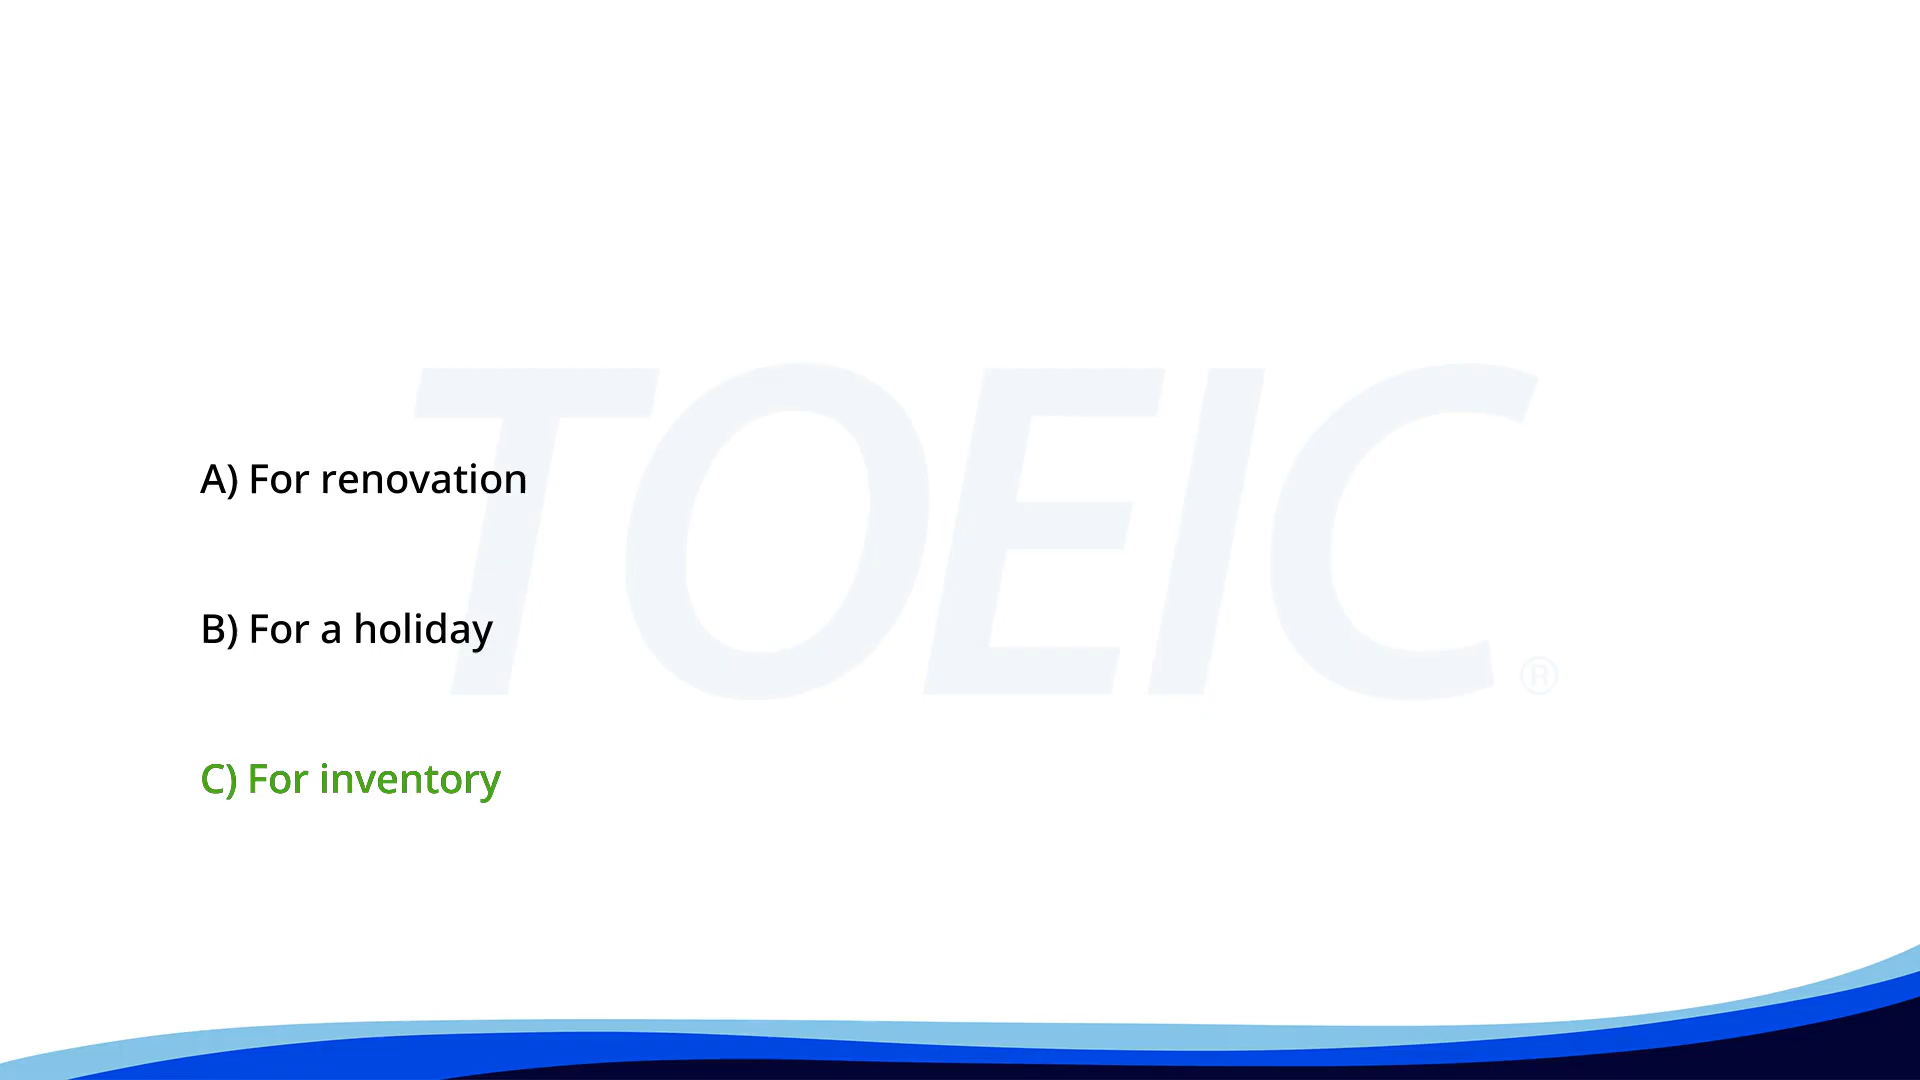 TOEIC®
A) For renovation
B) For a holiday
C) For inventory